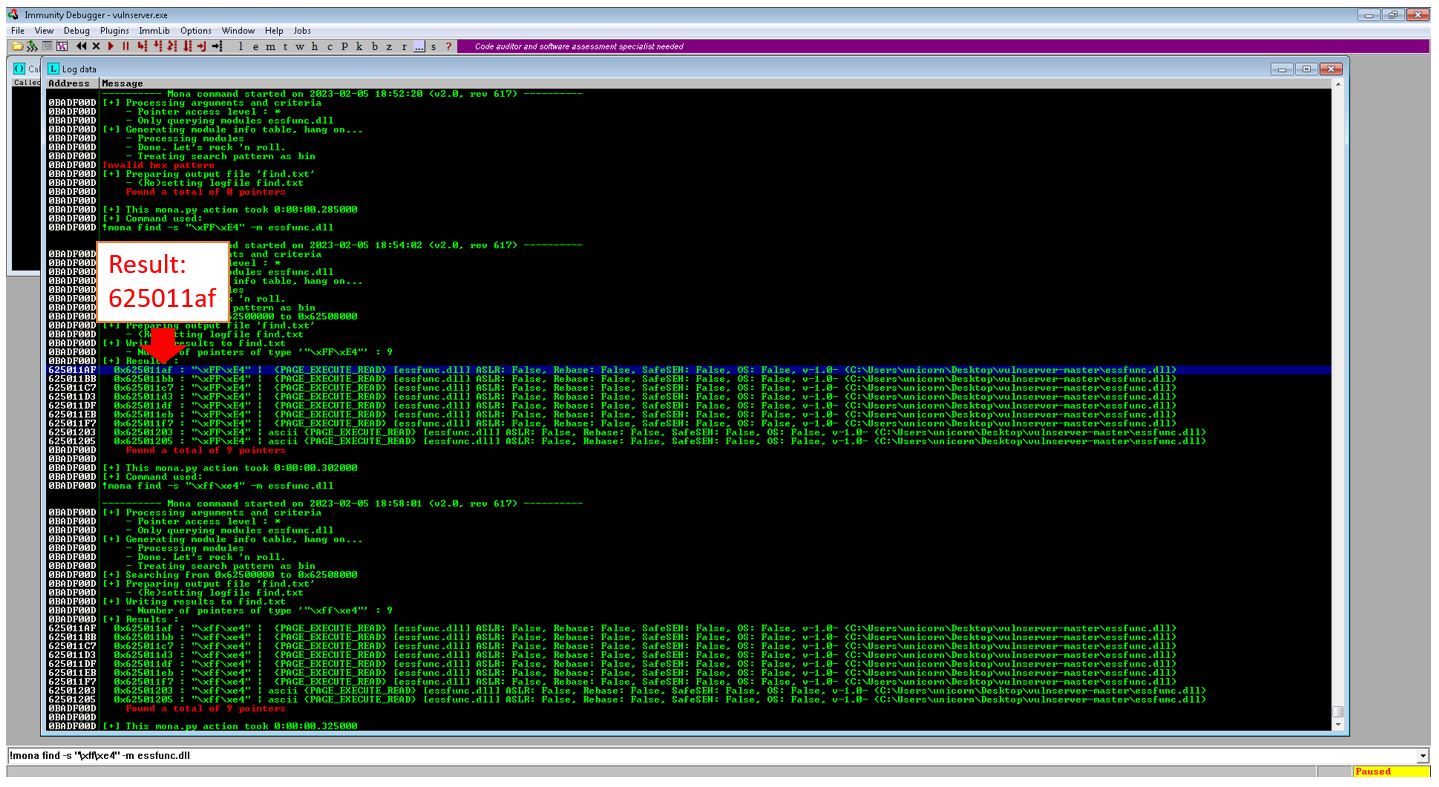 Immunity Debugger - vulnserver.exe
File View Debug Plugins ImmLib Options Window Help Jobs
l e m t w h c P k b z r ... s ? Code auditor and software assessment specialist needed
Cal
Called
Log data
Address Message
---------- Mona command started on 2023-02-05 18:52:20 (v2.0, rev 617) ----------
0BADF00D [+] Processing arguments and criteria
0BADF00D - Pointer access level : *
0BADF00D - Only querying modules essfunc.dll
0BADF00D [+] Generating module info table, hang on...
0BADF00D - Processing modules
0BADF00D - Done. Let's rock 'n roll.
0BADF00D - Treating search pattern as bin
0BADF00D Invalid hex pattern
0BADF00D [+] Preparing output file 'find.txt'
0BADF00D - (Re)setting logfile find.txt
0BADF00D Found a total of 0 pointers
0BADF00D
0BADF00D [+] This mona.py action took 0:00:00.285000
0BADF00D [+] Command used:
0BADF00D !mona find -s "\xFF\xE4" -m essfunc.dll
d started on 2023-02-05 18:54:02 (v2.0, rev 617) ----------
0BADF00D ts and criteria
0BADF00D level : *
0BADF00D dules essfunc.dll
0BADF00D info table, hang on...
0BADF00D es
0BADF00D k 'n roll.
0BADF00D pattern as bin
0BADF00D 62500000 to 0x62508000
0BADF00D [+] Preparing output file 'find.txt'
0BADF00D - (Re etting logfile find.txt
0BADF00D [+] Writ results to find.txt
0BADF00D - Number of pointers of type '"\xFF\xE4"' : 9
0BADF00D [+] Results :
Result:
625011af
625011AF 0x625011af : "\xFF\xE4" | {PAGE_EXECUTE_READ} [essfunc.dll] ASLR: False, Rebase: False, SafeSEH: False, OS: False, v-1.0- (C:\Users\unicorn\Desktop\vulnserver-master\essfunc.dll)
625011BB 0x625011bb : "\xFF\xE4" | {PAGE_EXECUTE_READ} [essfunc.dll] ASLR: False, Rebase: False, SafeSEH: False, OS: False, v-1.0- (C:\Users\unicorn\Desktop\vulnserver-master\essfunc.dll)
625011C7 0x625011c7 : "\xFF\xE4" | {PAGE_EXECUTE_READ} [essfunc.dll] ASLR: False, Rebase: False, SafeSEH: False, OS: False, v-1.0- (C:\Users\unicorn\Desktop\vulnserver-master\essfunc.dll)
625011D3 0x625011d3 : "\xFF\xE4" | {PAGE_EXECUTE_READ} [essfunc.dll] ASLR: False, Rebase: False, SafeSEH: False, OS: False, v-1.0- (C:\Users\unicorn\Desktop\vulnserver-master\essfunc.dll)
625011DF 0x625011df : "\xFF\xE4" | {PAGE_EXECUTE_READ} [essfunc.dll] ASLR: False, Rebase: False, SafeSEH: False, OS: False, v-1.0- (C:\Users\unicorn\Desktop\vulnserver-master\essfunc.dll)
625011EB 0x625011eb : "\xFF\xE4" | {PAGE_EXECUTE_READ} [essfunc.dll] ASLR: False, Rebase: False, SafeSEH: False, OS: False, v-1.0- (C:\Users\unicorn\Desktop\vulnserver-master\essfunc.dll)
625011F7 0x625011f7 : "\xFF\xE4" | {PAGE_EXECUTE_READ} [essfunc.dll] ASLR: False, Rebase: False, SafeSEH: False, OS: False, v-1.0- (C:\Users\unicorn\Desktop\vulnserver-master\essfunc.dll)
62501203 0x62501203 : "\xFF\xE4" | ascii {PAGE_EXECUTE_READ} [essfunc.dll] ASLR: False, Rebase: False, SafeSEH: False, OS: False, v-1.0- (C:\Users\unicorn\Desktop\vulnserver-master\essfunc.dll)
62501205 0x62501205 : "\xFF\xE4" | ascii {PAGE_EXECUTE_READ} [essfunc.dll] ASLR: False, Rebase: False, SafeSEH: False, OS: False, v-1.0- (C:\Users\unicorn\Desktop\vulnserver-master\essfunc.dll)
0BADF00D Found a total of 9 pointers
0BADF00D
0BADF00D [+] This mona.py action took 0:00:00.302000
0BADF00D [+] Command used:
0BADF00D !mona find -s "\xff\xe4" -m essfunc.dll
---------- Mona command started on 2023-02-05 18:58:01 (v2.0, rev 617) ----------
0BADF00D [+] Processing arguments and criteria
0BADF00D - Pointer access level : *
0BADF00D - Only querying modules essfunc.dll
0BADF00D [+] Generating module info table, hang on...
0BADF00D - Processing modules
0BADF00D - Done. Let's rock 'n roll.
0BADF00D - Treating search pattern as bin
0BADF00D [+] Searching from 0x62500000 to 0x62508000
0BADF00D [+] Preparing output file 'find.txt'
0BADF00D - (Re)setting logfile find.txt
0BADF00D [+] Writing results to find.txt
0BADF00D - Number of pointers of type '"\xff\xe4"' : 9
0BADF00D [+] Results :
625011AF 0x625011af : "\xff\xe4" | {PAGE_EXECUTE_READ} [essfunc.dll] ASLR: False, Rebase: False, SafeSEH: False, OS: False, v-1.0- (C:\Users\unicorn\Desktop\vulnserver-master\essfunc.dll)
625011BB 0x625011bb : "\xff\xe4" | {PAGE_EXECUTE_READ} [essfunc.dll] ASLR: False, Rebase: False, SafeSEH: False, OS: False, v-1.0- (C:\Users\unicorn\Desktop\vulnserver-master\essfunc.dll)
625011C7 0x625011c7 : "\xff\xe4" | {PAGE_EXECUTE_READ} [essfunc.dll] ASLR: False, Rebase: False, SafeSEH: False, OS: False, v-1.0- (C:\Users\unicorn\Desktop\vulnserver-master\essfunc.dll)
625011D3 0x625011d3 : "\xff\xe4" | {PAGE_EXECUTE_READ} [essfunc.dll] ASLR: False, Rebase: False, SafeSEH: False, OS: False, v-1.0- (C:\Users\unicorn\Desktop\vulnserver-master\essfunc.dll)
625011DF 0x625011df : "\xff\xe4" | {PAGE_EXECUTE_READ} [essfunc.dll] ASLR: False, Rebase: False, SafeSEH: False, OS: False, v-1.0- (C:\Users\unicorn\Desktop\vulnserver-master\essfunc.dll)
625011EB 0x625011eb : "\xff\xe4" | {PAGE_EXECUTE_READ} [essfunc.dll] ASLR: False, Rebase: False, SafeSEH: False, OS: False, v-1.0- (C:\Users\unicorn\Desktop\vulnserver-master\essfunc.dll)
625011F7 0x625011f7 : "\xff\xe4" | {PAGE_EXECUTE_READ} [essfunc.dll] ASLR: False, Rebase: False, SafeSEH: False, OS: False, v-1.0- (C:\Users\unicorn\Desktop\vulnserver-master\essfunc.dll)
62501203 0x62501203 : "\xff\xe4" | ascii {PAGE_EXECUTE_READ} [essfunc.dll] ASLR: False, Rebase: False, SafeSEH: False, OS: False, v-1.0- (C:\Users\unicorn\Desktop\vulnserver-master\essfunc.dll)
62501205 0x62501205 : "\xff\xe4" | ascii {PAGE_EXECUTE_READ} [essfunc.dll] ASLR: False, Rebase: False, SafeSEH: False, OS: False, v-1.0- (C:\Users\unicorn\Desktop\vulnserver-master\essfunc.dll)
0BADF00D Found a total of 9 pointers
0BADF00D
0BADF00D [+] This mona.py action took 0:00:00.325000
!mona find -s "\xff\xe4" -m essfunc.dll
Paused